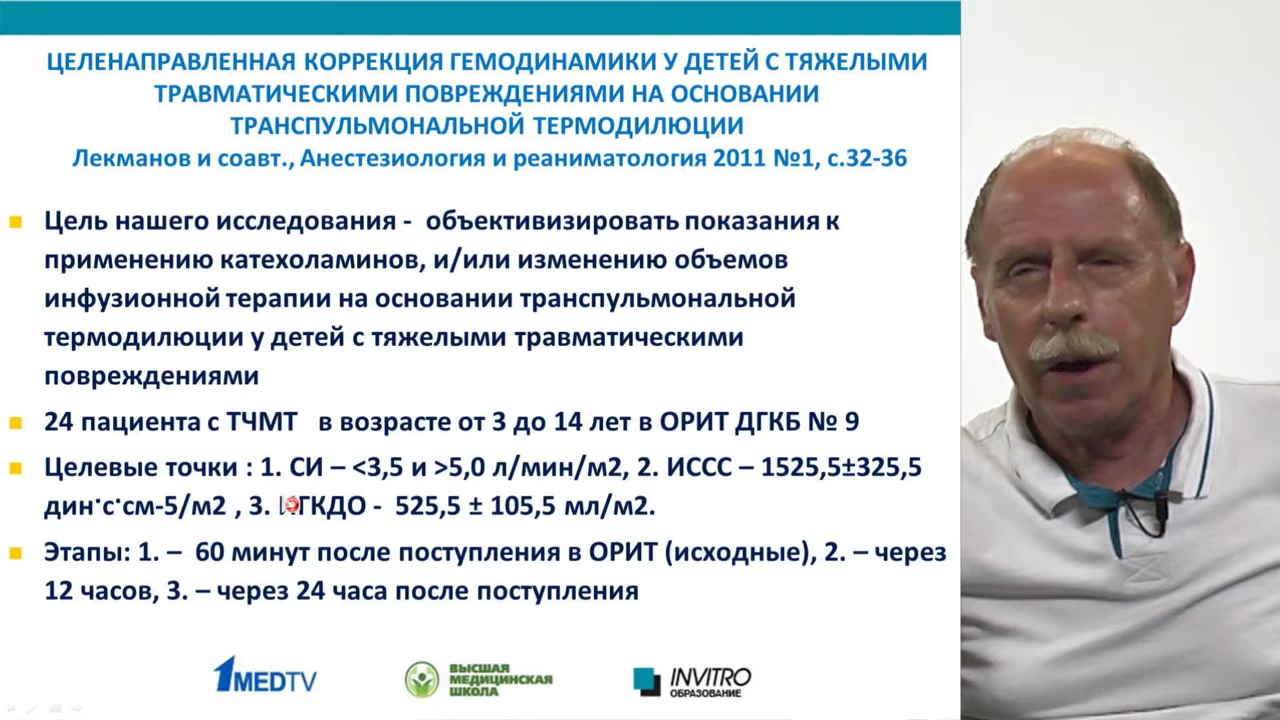 ЦЕЛЕНАПРАВЛЕННАЯ КОРРЕКЦИЯ ГЕМОДИНАМИКИ У ДЕТЕЙ С ТЯЖЕЛЫМИ
ТРАВМАТИЧЕСКИМИ ПОВРЕЖДЕНИЯМИ НА ОСНОВАНИИ
ТРАНСПУЛЬМОНАЛЬНОЙ ТЕРМОДИЛЮЦИИ
Лекманов и соавт., Анестезиология и реаниматология 2011 №1, с.32-36
Цель нашего исследования - объективизировать показания к
применению катехоламинов, и/или изменению объемов
инфузионной терапии на основании транспульмональной
термодилюции у детей с тяжелыми травматическими
повреждениями
24 пациента с ТЧМТ в возрасте от 3 до 14 лет в ОРИТ ДГКБ № 9
Целевые точки : 1. СИ – <3,5 и >5,0 л/мин/м2, 2. ИССС – 1525,5±325,5
дин·с·см-5/м2 , 3. - 525,5 ± 105,5 мл/м2.
Этапы: 1. – 60 минут после поступления в ОРИТ (исходные), 2. – через
12 часов, 3. – через 24 часа после поступления
1MEDTV
ВЫСШАЯ
МЕДИЦИНСКАЯ
ШКОЛА
INVITRO
ОБРАЗОВАНИЕ